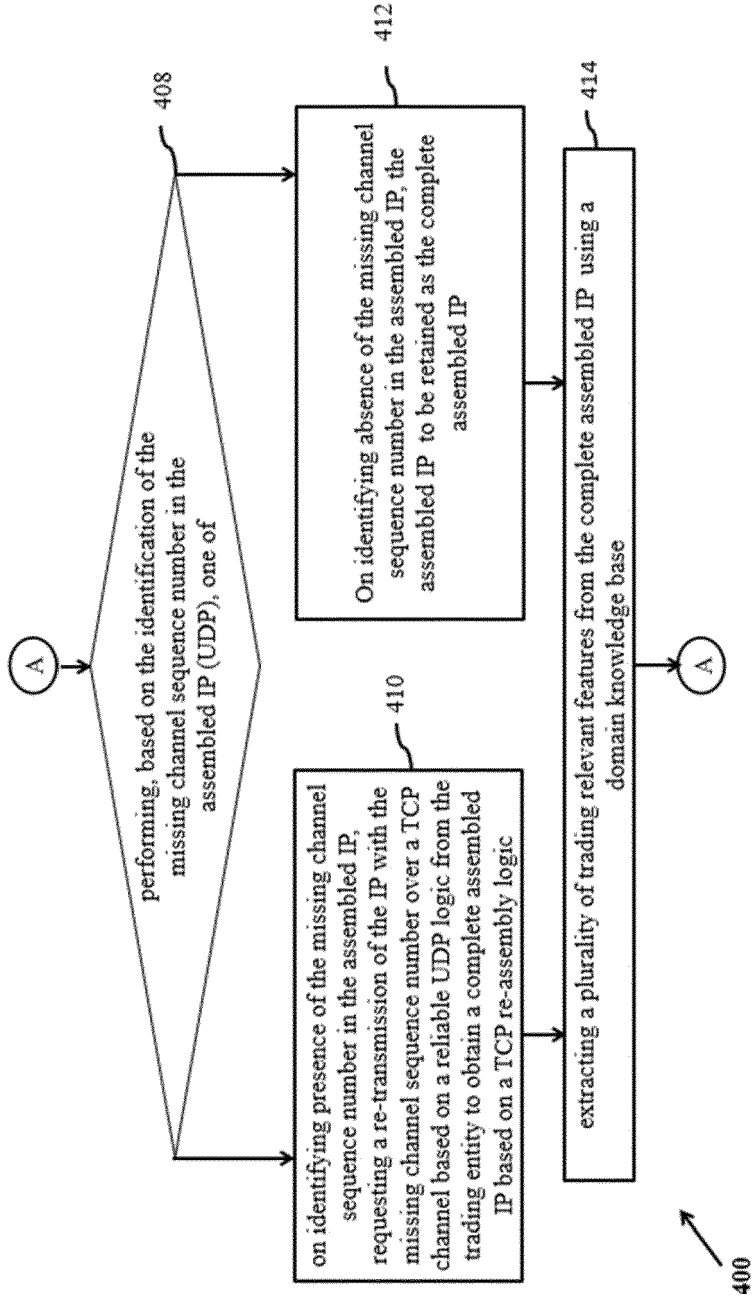 A
408
performing, based on the identification of the
missing channel sequence number in the
assembled IP (UDP), one of
410
on identifying presence of the missing channel
sequence number in the assembled IP,
requesting a re-transmission of the IP with the
missing channel sequence number over a TCP
channel based on a reliable UDP logic from the
trading entity to obtain a complete assembled
IP based on a TCP re-assembly logic
412
On identifying absence of the missing channel
sequence number in the assembled IP, the
assembled IP to be retained as the complete
assembled IP
414
extracting a plurality of trading relevant features from the complete assembled IP using a
domain knowledge base
A
400